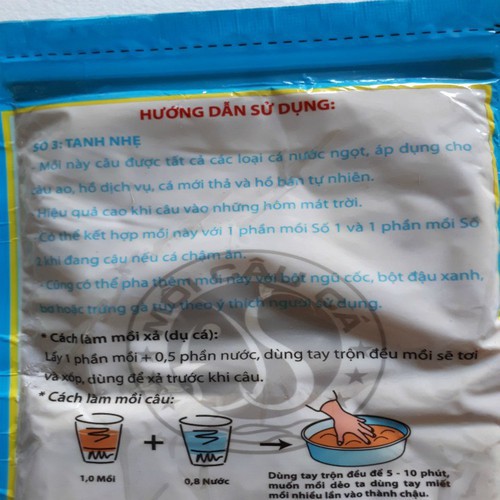 HƯỚNG DẪN SỬ DỤNG:
SỐ 3: TANH NHẸ
- Mồi này câu được tất cả các loại cá nước ngọt, áp dụng cho
câu ao, hồ dịch vụ, cá mới thả và hồ bán tự nhiên.
- Hiệu quả cao khi câu vào những hôm mát trời.
- Có thể kết hợp mồi này với 1 phần mồi Số 1 và 1 phần mồi Số
2 khi đang câu nếu cá chậm ăn.
- Cũng có thể pha thêm mồi này với bột ngũ cốc, bột đậu xanh,
bơ hoặc trứng gà tùy theo ý thích người sử dụng.
* Cách làm mồi xả (dụ cá):
Lấy 1 phần mồi + 0,5 phần nước, dùng tay trộn đều mồi sẽ tơi
và xốp, dùng để xả trước khi câu.
* Cách làm mồi câu:
+
1,0 Mồi
0,8 Nước
Dùng tay trộn đều để 5 - 10 phút,
muốn mồi dẻo ta dùng tay miết
mồi nhiều lần vào thành chậu.